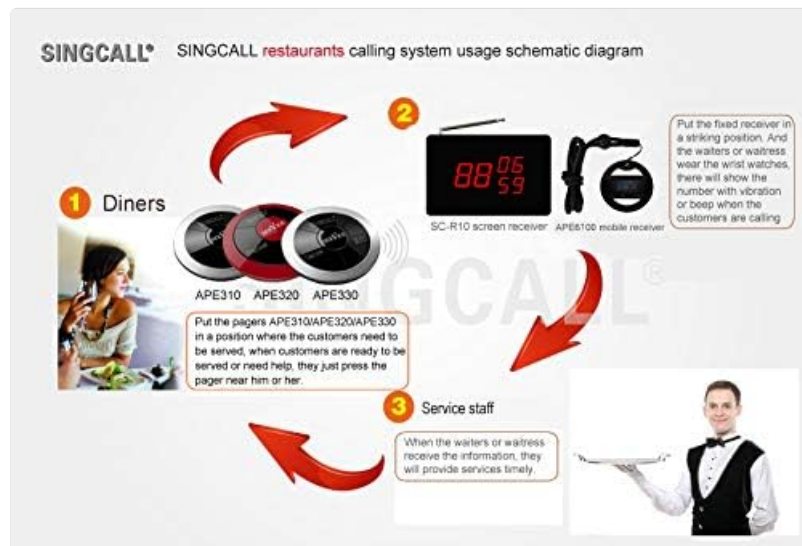 SINGCALL®
SINGCALL restaurants calling system usage schematic diagram
1 Diners
APE310 APE320 APE330
Put the pagers APE310/APE320/APE330
in a position where the customers need to
be served, when customers are ready to be
served or need help, they just press the
pager near him or her.
2
88 06
59
SC-R10 screen receiver
APE6100 mobile receiver
Put the fixed receiver in
a striking position. And
the waiters or waitress
wear the wrist watches,
there will show the
number with vibration
or beep when the
customers are calling
SINGCALL®
3 Service staff
When the waiters or waitress
receive the information, they
will provide services timely.